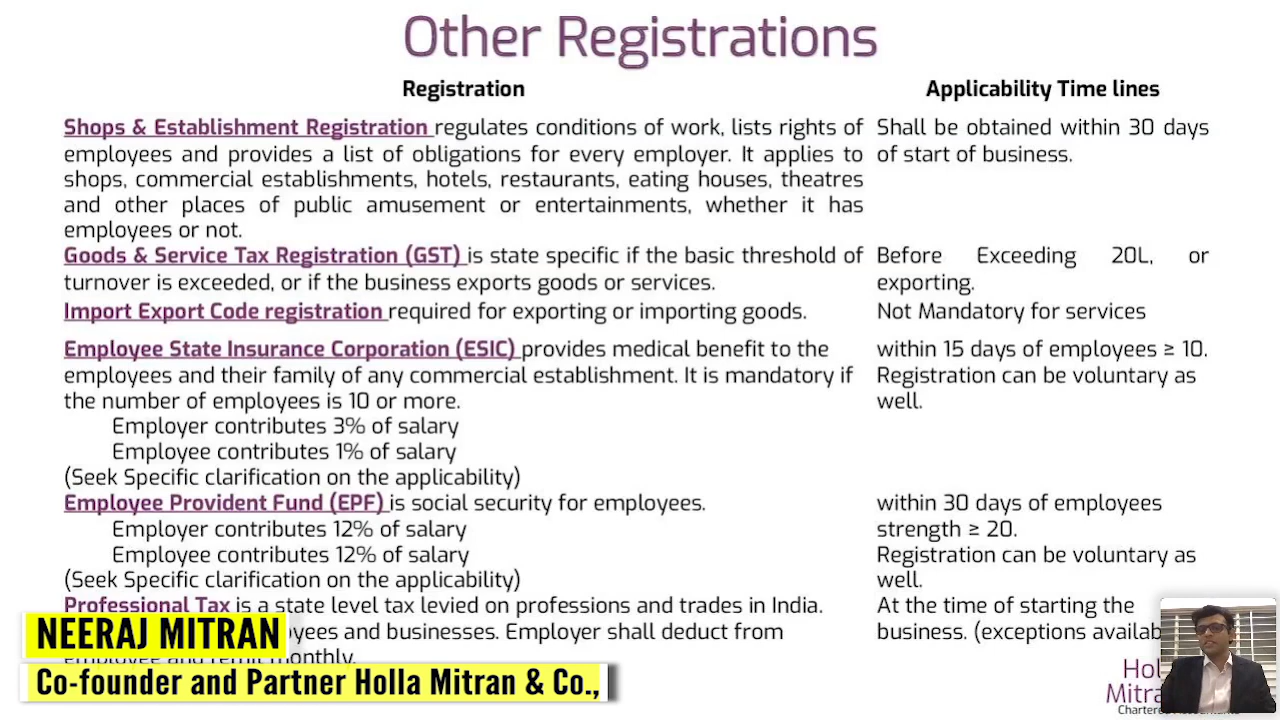 Other Registrations
Registration
Applicability Time lines
Shops & Establishment Registration regulates conditions of work, lists rights of
employees and provides a list of obligations for every employer. It applies to
shops, commercial establishments, hotels, restaurants, eating houses, theatres
and other places of public amusement or entertainments, whether it has
employees or not.
Shall be obtained within 30 days
of start of business.
Goods & Service Tax Registration (GST) is state specific if the basic threshold of
turnover is exceeded, or if the business exports goods or services.
Before Exceeding 20L, or
exporting.
Import Export Code registration required for exporting or importing goods.
Not Mandatory for services
Employee State Insurance Corporation (ESIC) provides medical benefit to the
employees and their family of any commercial establishment. It is mandatory if
the number of employees is 10 or more.
Employer contributes 3% of salary
Employee contributes 1% of salary
(Seek Specific clarification on the applicability)
within 15 days of employees ≥ 10.
Registration can be voluntary as
well.
Employee Provident Fund (EPF) is social security for employees.
Employer contributes 12% of salary
Employee contributes 12% of salary
(Seek Specific clarification on the applicability)
within 30 days of employees
strength ≥ 20.
Registration can be voluntary as
well.
Professional Tax is a state level tax levied on professions and trades in India.
and businesses. Employer shall deduct from
employee and remit monthly.
At the time of starting the
business. (exceptions
NEERAJ MITRAN
Co-founder and Partner Holla Mitran & Co.,